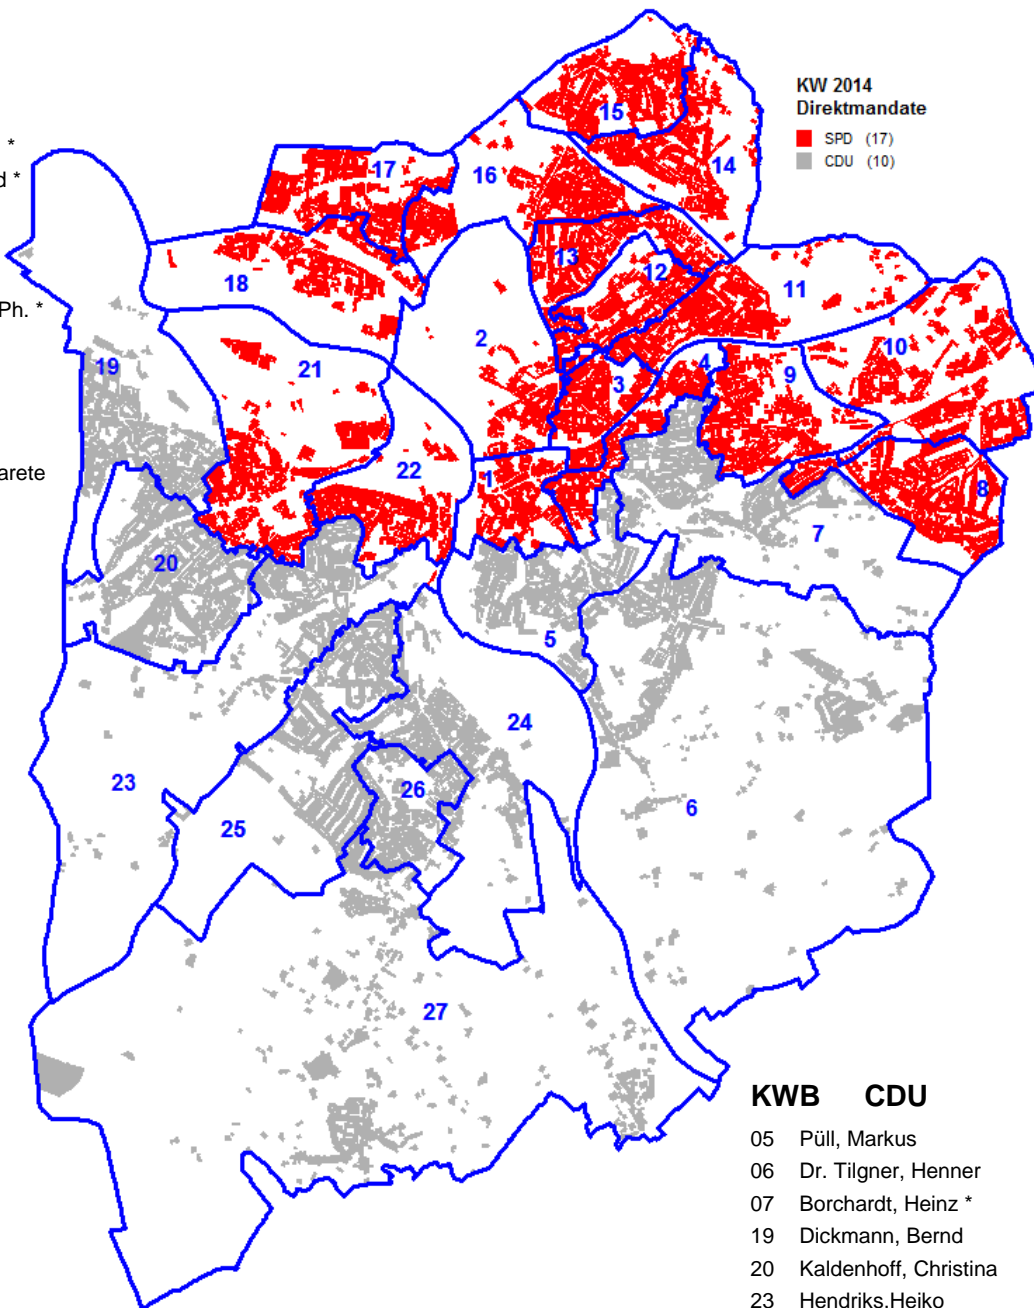 KW 2014
Direktmandate
SPD (17)
CDU (10)
*
d *
Ph. *
arete
15
14
17
16
13
12
18
11
2
10
19
21
3
4
9
22
1
8
7
20
5
24
23
26
6
25
27
KWB CDU
05 Püll, Markus
06 Dr. Tilgner, Henner
07 Borchardt, Heinz *
19 Dickmann, Bernd
20 Kaldenhoff, Christina
23 Hendriks.Heiko